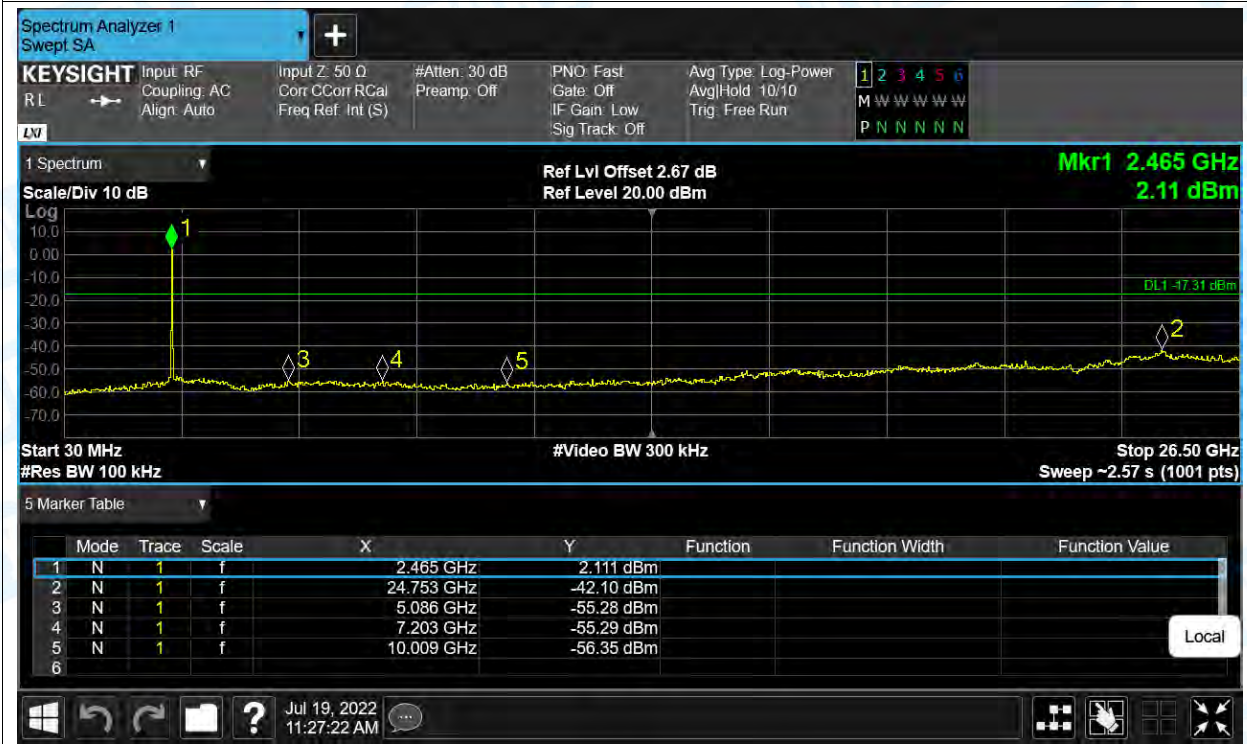 Spectrum Analyzer 1
Swept SA
KEYSIGHT Input: RF Input Z: 50 Ω #Atten: 30 dB PNO: Fast Avg Type: Log-Power 1 2 3 4 5 6
R L Coupling: AC Corr CCorr RCal Preamp: Off Gate: Off Avg|Hold: 10/10 M W W W W W
Align: Auto Freq Ref: Int (S) IF Gain: Low Trig: Free Run P N N N N N
LXI Sig Track: Off
1 Spectrum
Ref Lvl Offset 2.67 dB Mkr1 2.465 GHz
Scale/Div 10 dB Ref Level 20.00 dBm 2.11 dBm
Log
10.0
0.00
-10.0
-20.0
-30.0
-40.0
-50.0
-60.0
-70.0
1
DL1 -17.31 dBm
2
3
4
5
Start 30 MHz #Video BW 300 kHz Stop 26.50 GHz
#Res BW 100 kHz Sweep ~2.57 s (1001 pts)
5 Marker Table
Mode Trace Scale X Y Function Function Width Function Value
1 N 1 f 2.465 GHz 2.111 dBm
2 N 1 f 24.753 GHz -42.10 dBm
3 N 1 f 5.086 GHz -55.28 dBm
4 N 1 f 7.203 GHz -55.29 dBm
5 N 1 f 10.009 GHz -56.35 dBm
6
Local
Jul 19, 2022
11:27:22 AM